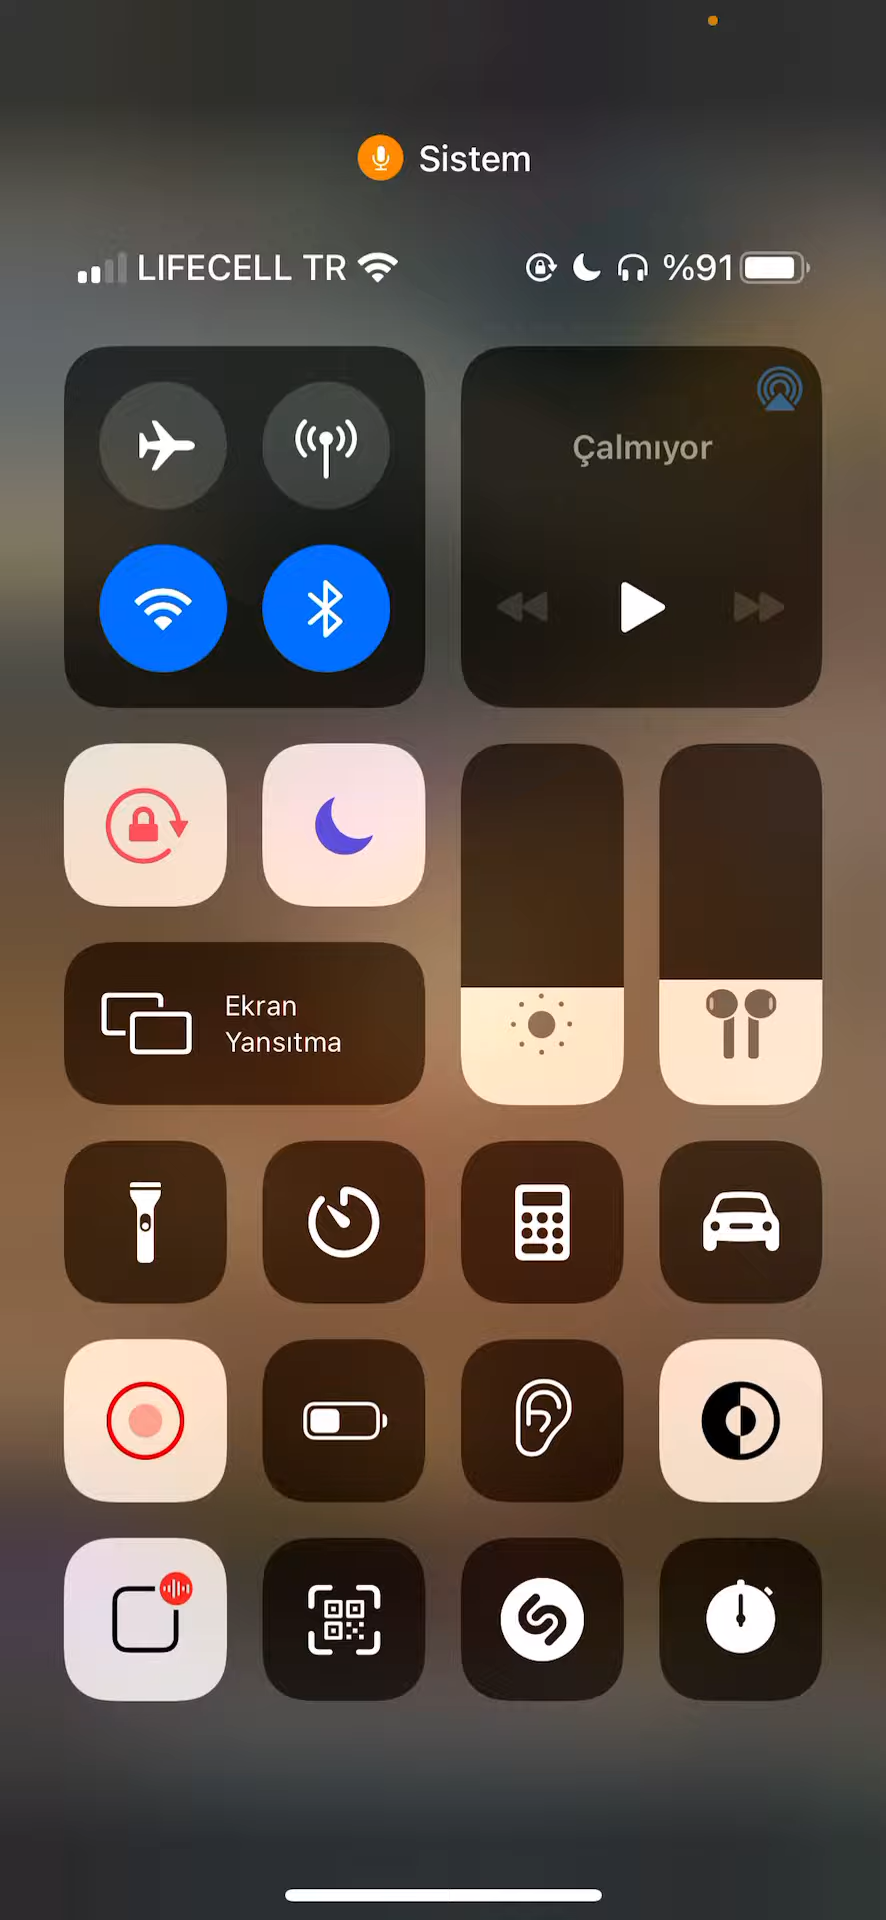 Sistem
LIFECELL TR
%91
Çalmıyor
Ekran
Yansıtma